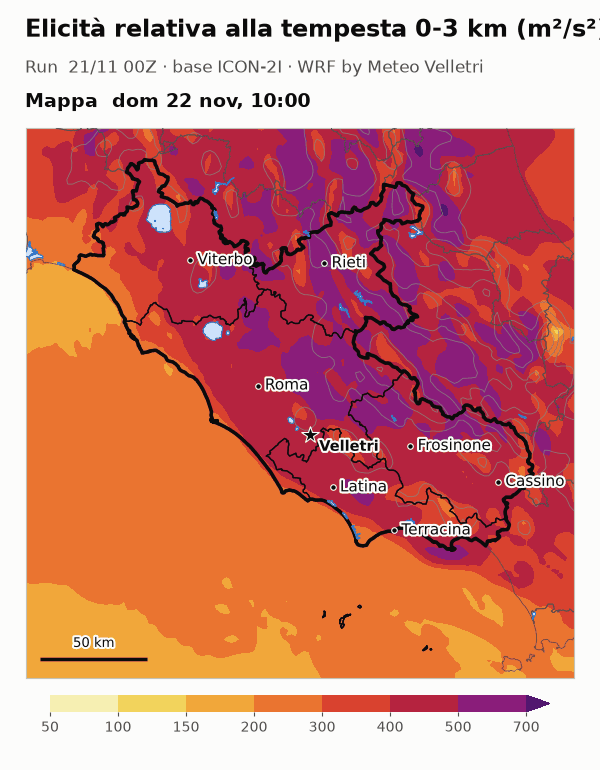 Elicità relativa alla tempesta 0-3 km (m²/s²)
Run 21/11 00Z · base ICON-2I · WRF by Meteo Velletri
Mappa dom 22 nov, 10:00
Viterbo
Rieti
Roma
Velletri
Frosinone
Cassino
Latina
Terracina
50 km
50 100 150 200 300 400 500 700